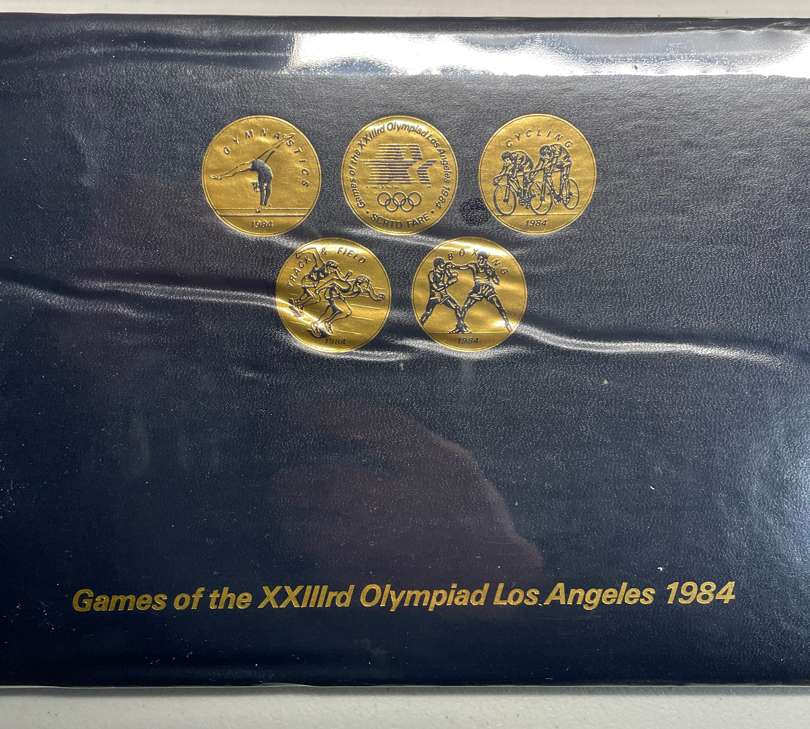 GYMNASTICS
1984
Games of the XXIIIrd Olympiad Los Angeles 1984
• SCRTD FARE •
CYCLING
1984
TRACK & FIELD
1984
BOXING
1984
Games of the XXIIIrd Olympiad Los Angeles 1984